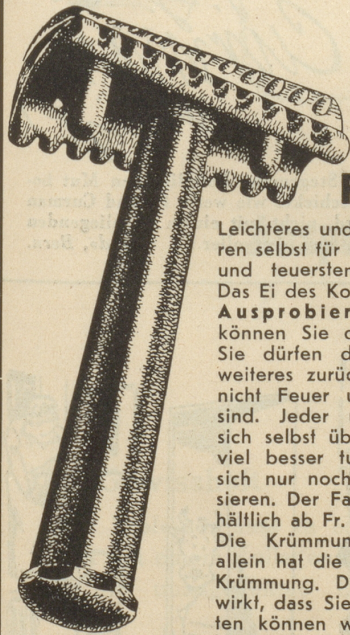 Leichteres und
ren selbst für
und teuersten
Das Ei des Ko
Ausprobier
können Sie d
Sie dürfen d
weiteres zurüc
nicht Feuer u
sind. Jeder
sich selbst üb
viel besser tu
sich nur noch
sieren. Der Fa
hältlich ab Fr.
Die Krümmun
allein hat die
Krümmung. D
wirkt, dass Sie
ten können w